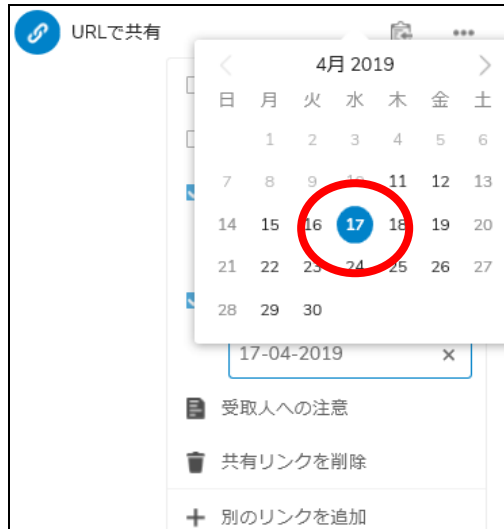 URLで共有
4月 2019
日 月 火 水 木 金 土
1 2 3 4 5 6
7 8 9 10 11 12 13
14 15 16 17 18 19 20
21 22 23 24 25 26 27
28 29 30
17-04-2019
受取人への注意
共有リンクを削除
別のリンクを追加